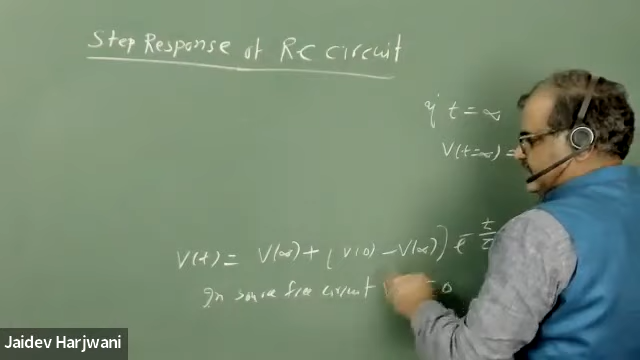 Step Response of RC Circuit
if t = ∞
V(t=∞) =
V(t) = V(∞) + (V(0) - V(∞)) e^-t/τ
In source free circuit
Jaidev Harjwani